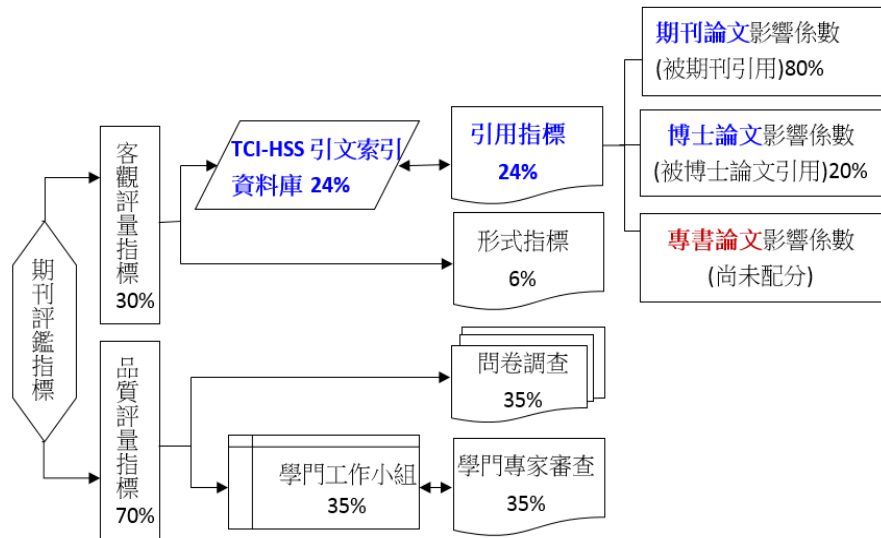 期刊評鑑指標
客觀評量指標
30%
TCI-HSS 引文索引
資料庫 24%
引用指標
24%
期刊論文影響係數
(被期刊引用)80%
博士論文影響係數
(被博士論文引用)20%
專書論文影響係數
(尚未配分)
形式指標
6%
品質評量指標
70%
問卷調查
35%
學門工作小組
35%
學門專家審查
35%